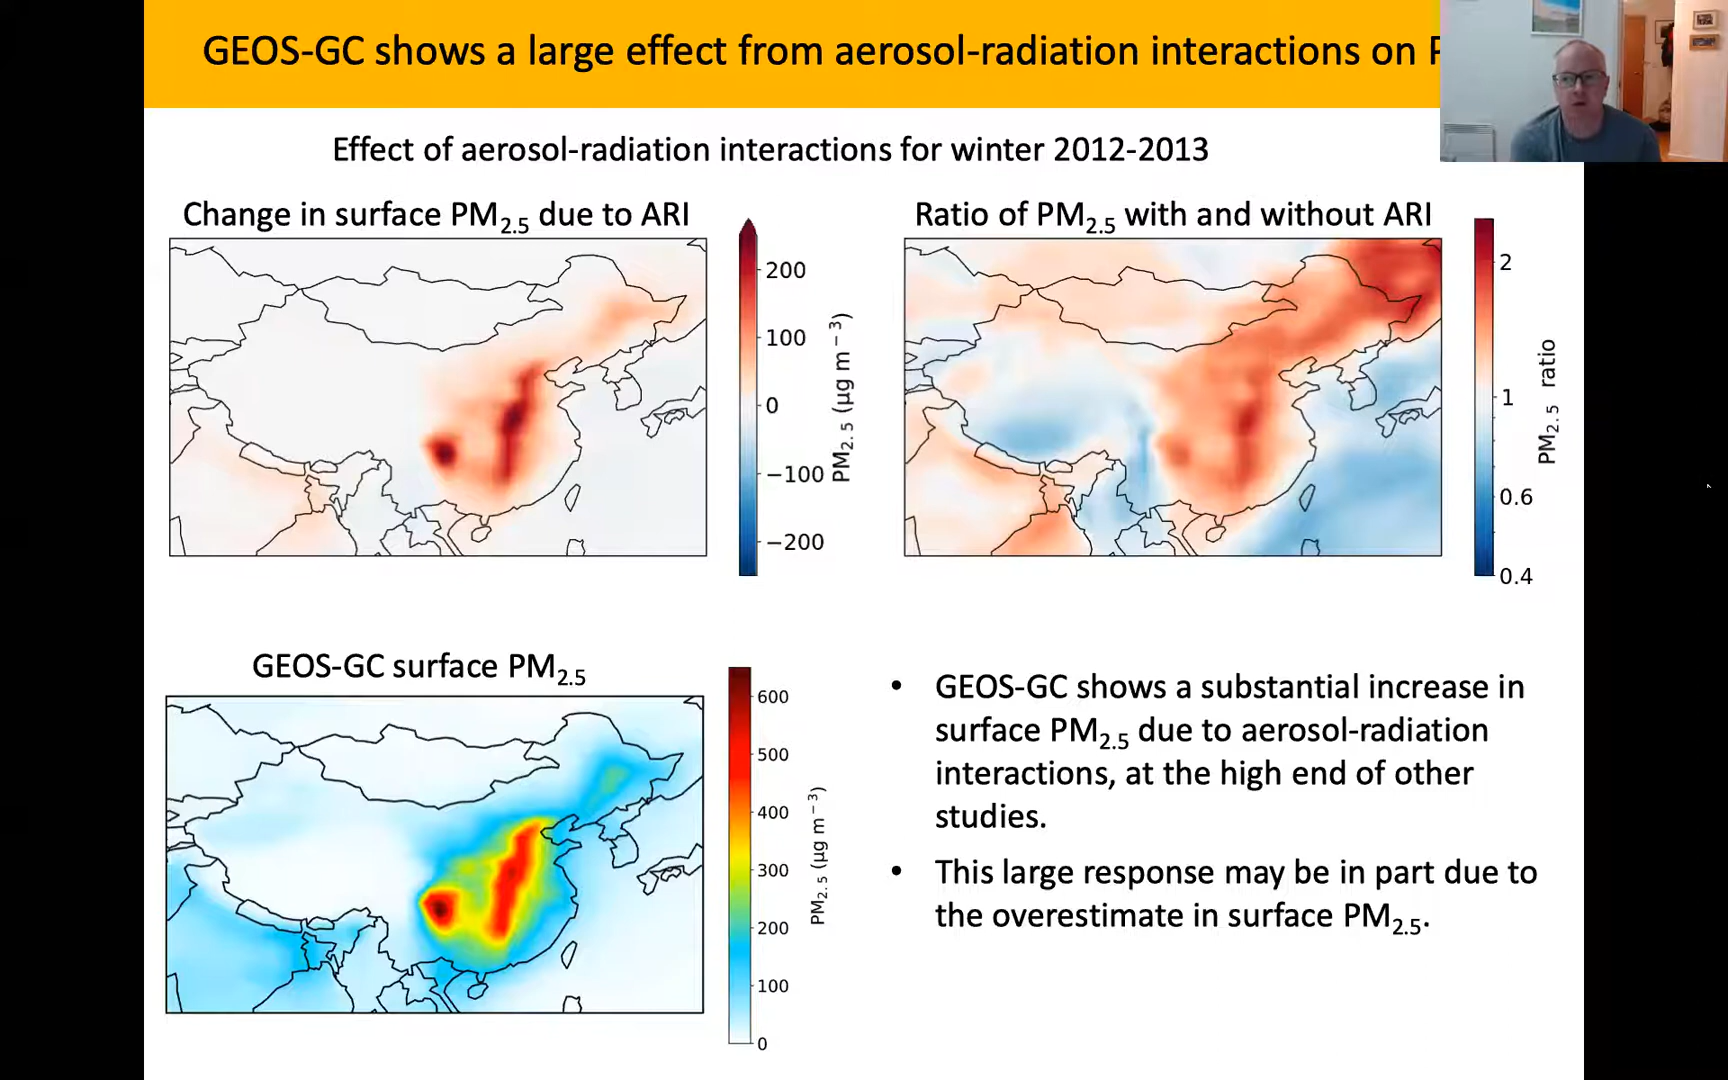 GEOS-GC shows a large effect from aerosol-radiation interactions on
Effect of aerosol-radiation interactions for winter 2012-2013
Change in surface PM2.5 due to ARI
200
100
0
−100
−200
PM2.5 (µg m−3)
Ratio of PM2.5 with and without ARI
2
1
0.6
0.4
PM2.5 ratio
GEOS-GC surface PM2.5
600
500
400
300
200
100
0
PM2.5 (µg m−3)
• GEOS-GC shows a substantial increase in
surface PM2.5 due to aerosol-radiation
interactions, at the high end of other
studies.
• This large response may be in part due to
the overestimate in surface PM2.5.